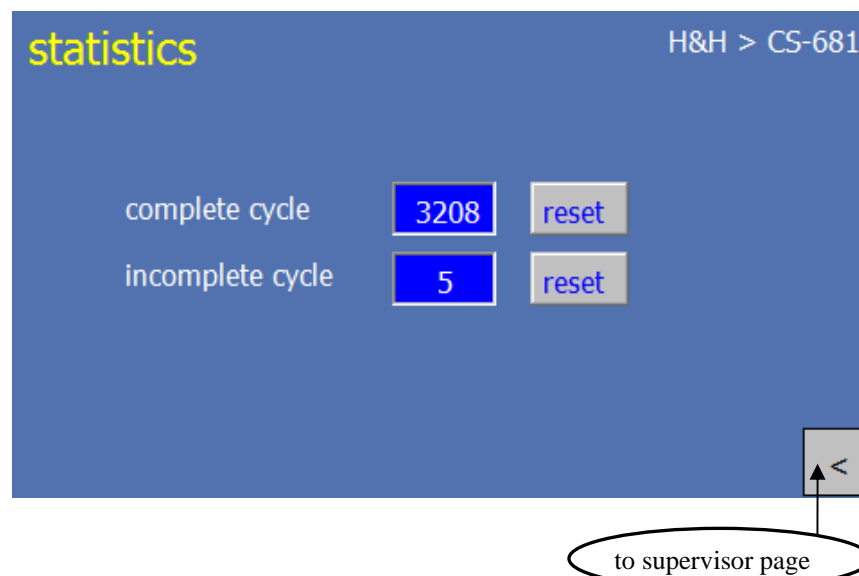 statistics
H&H > CS-681
complete cycle 3208 reset
incomplete cycle 5 reset
<
to supervisor page